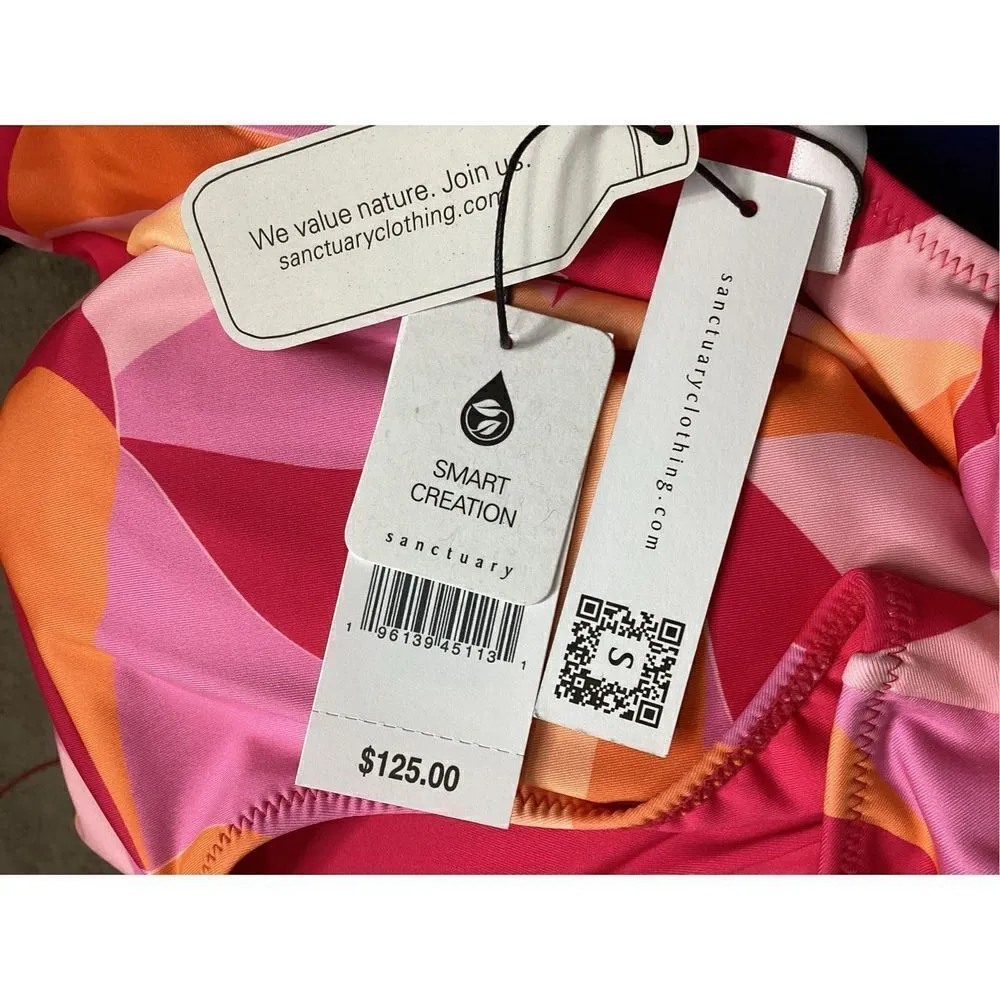 We value nature. Join us.
sanctuaryclothing.com
sanctuaryclothing.com
SMART
CREATION
sanctuary
1 96139 45113 1
S
$125.00